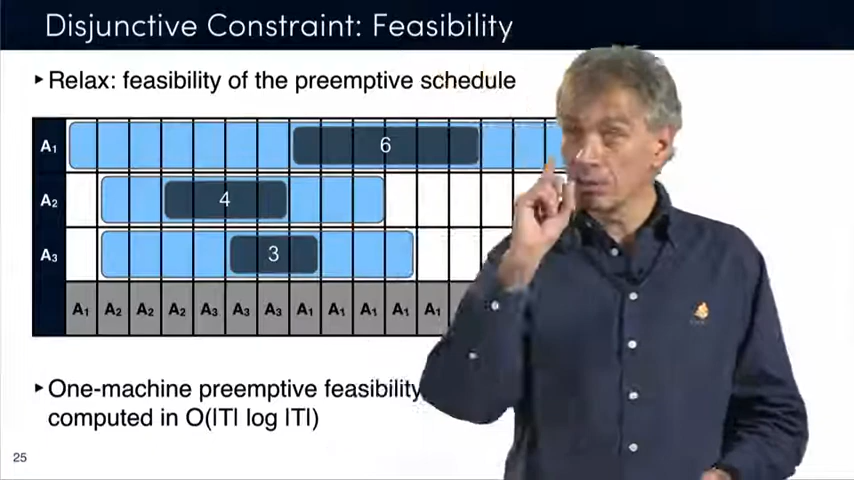 Disjunctive Constraint: Feasibility
▸Relax: feasibility of the preemptive schedule
A₁ 6
A₂ 4
A₃ 3
A₁ A₂ A₂ A₂ A₃ A₃ A₃ A₁ A₁ A₁ A₁ A₁
▸One-machine preemptive feasibility
computed in O(|T| log |T|)
25